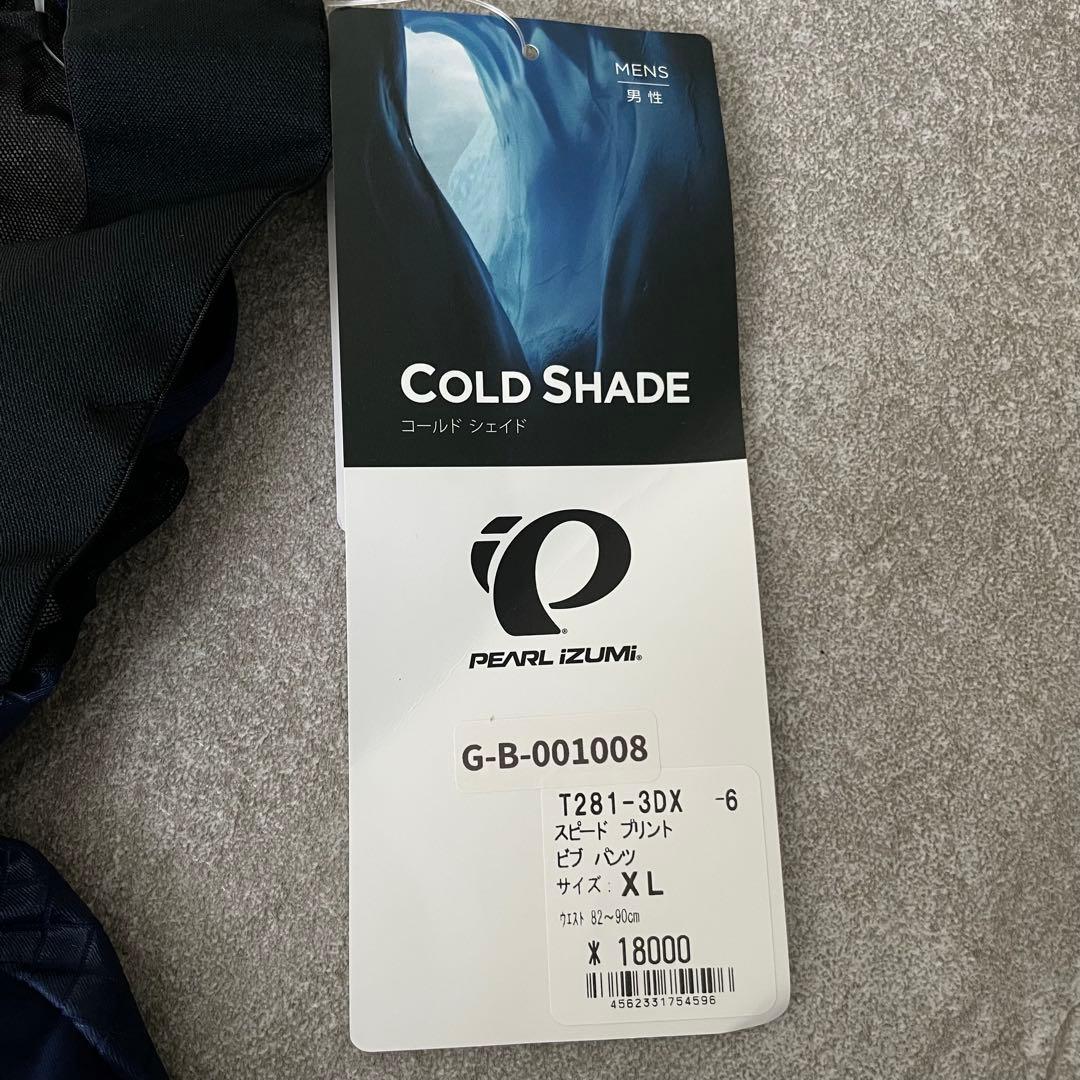 MENS
男性
COLD SHADE
コールド シェイド
PEARL iZUMi®
G-B-001008
T281-3DX -6
スピード プリント
ビブ パンツ
サイズ: XL
ウエスト 82～90cm
¥ 18000
4562331754596